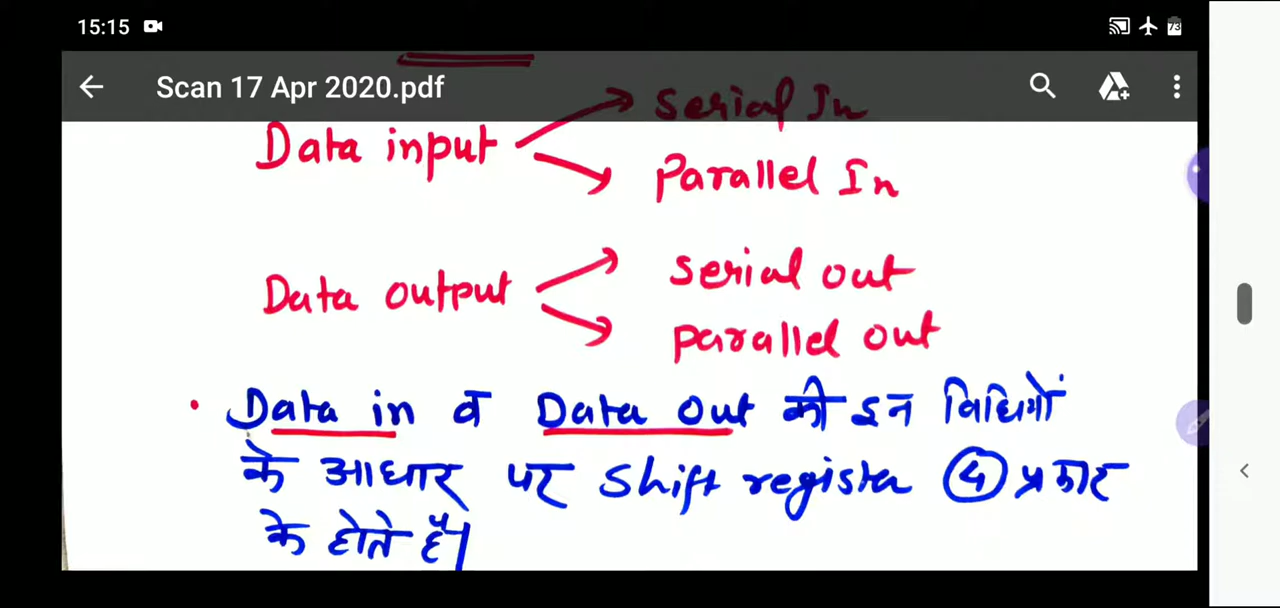 15:15
73
Scan 17 Apr 2020.pdf
Serial In
Data input
Parallel In
Serial out
Data output
parallel out
• Data in व Data Out की इन विधियों
के आधार पर Shift register ④ प्रकार
के होते हैं।